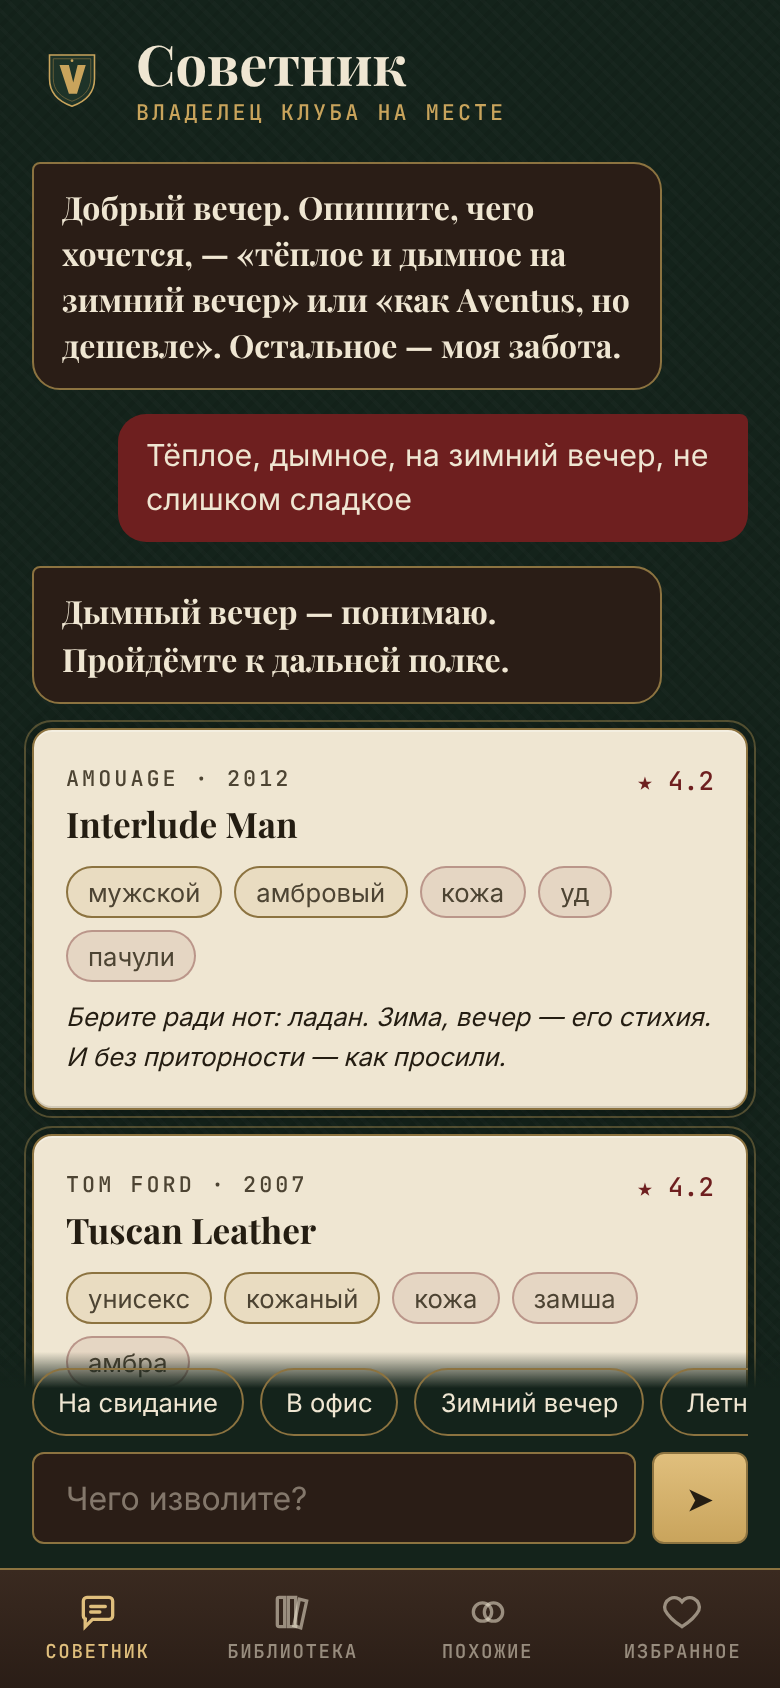 V
Советник
ВЛАДЕЛЕЦ КЛУБА НА МЕСТЕ
Добрый вечер. Опишите, чего
хочется, — «тёплое и дымное на
зимний вечер» или «как Aventus, но
дешевле». Остальное — моя забота.
Тёплое, дымное, на зимний вечер, не
слишком сладкое
Дымный вечер — понимаю.
Пройдёмте к дальней полке.
AMOUAGE · 2012
★ 4.2
Interlude Man
мужской амбровый кожа уд
пачули
Берите ради нот: ладан. Зима, вечер — его стихия.
И без приторности — как просили.
TOM FORD · 2007
★ 4.2
Tuscan Leather
унисекс кожаный кожа замша
амбра
На свидание В офис Зимний вечер Летн
Чего изволите?
СОВЕТНИК БИБЛИОТЕКА ПОХОЖИЕ ИЗБРАННОЕ